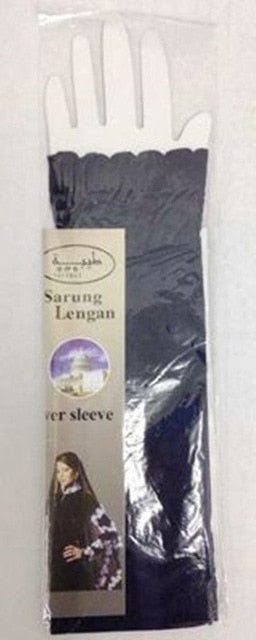 طيبة
Sarung
Lengan
ver sleeve